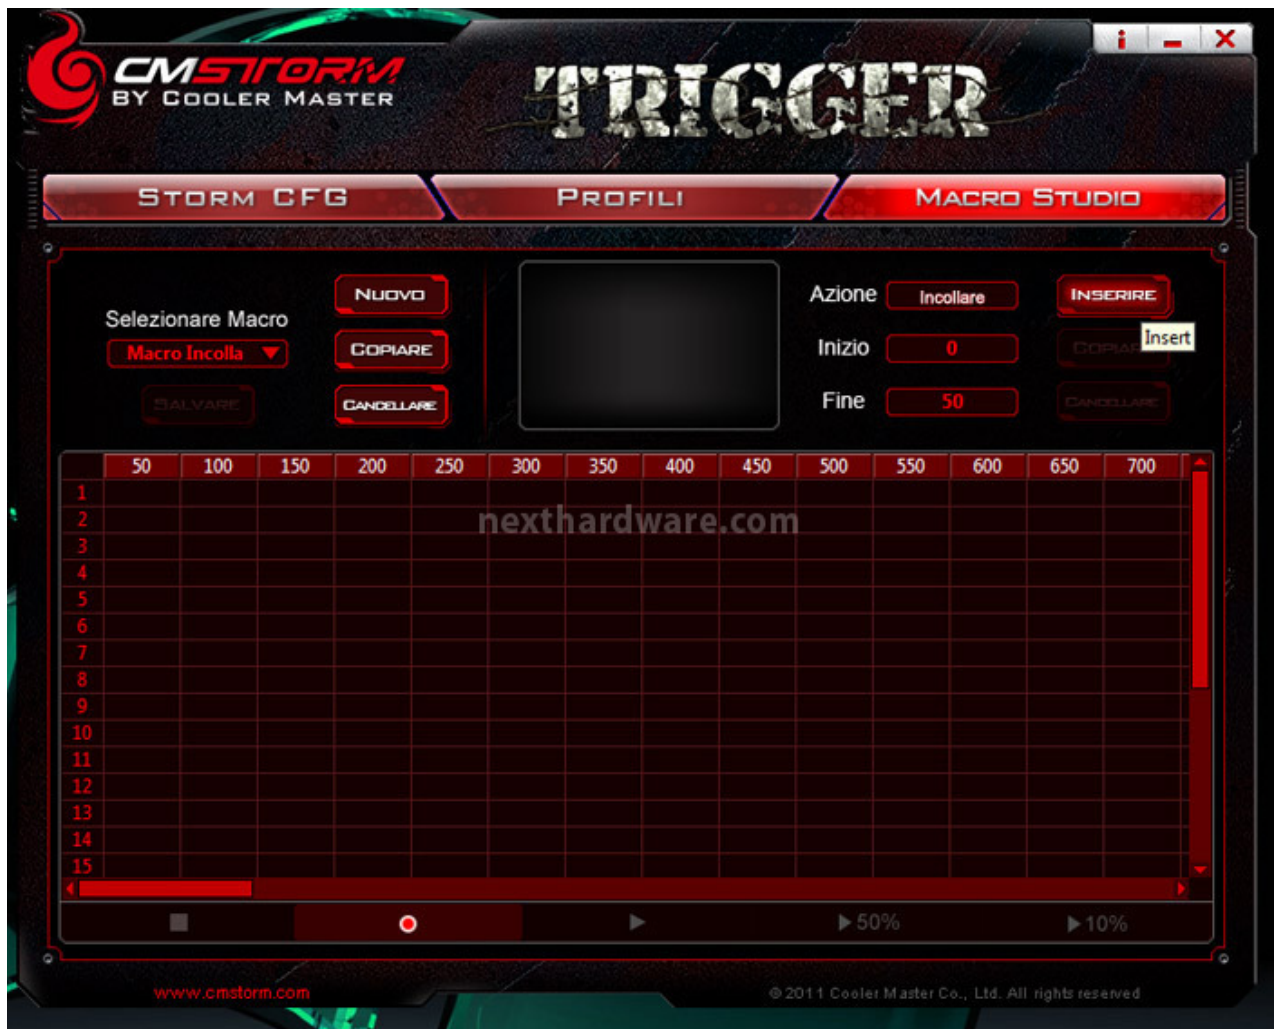 CMSTORM
BY COOLER MASTER
TRIGGER
STORM CFG
PROFILI
MACRO STUDIO
Selezionare Macro
Macro Incolla
SALVARE
NUOVO
COPIARE
CANCELLARE
Azione
Incollare
INSERIRE
Insert
Inizio
0
COPIAR
Fine
50
CANCELLARE
50 100 150 200 250 300 350 400 450 500 550 600 650 700
1
2
nexthardware.com
3
4
5
6
7
8
9
10
11
12
13
14
15
50%
10%
www.cmstorm.com
© 2011 Cooler Master Co., Ltd. All rights reserved